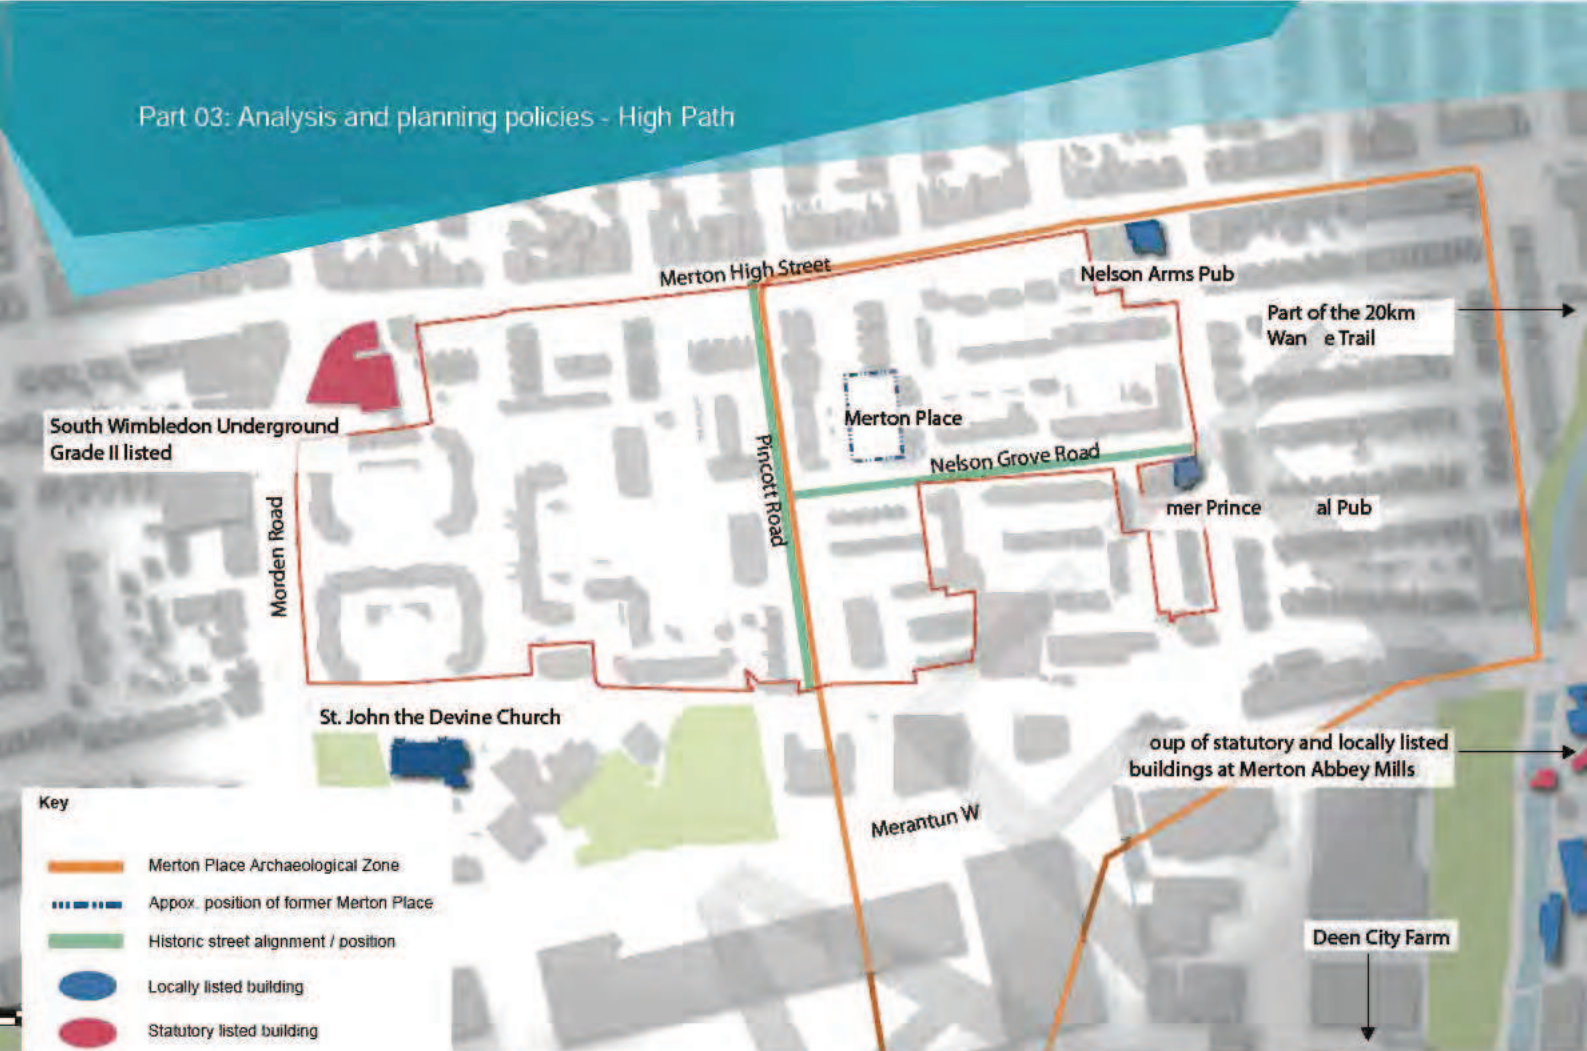 Part 03: Analysis and planning policies - High Path
Merton High Street
Nelson Arms Pub
Part of the 20km
Wan e Trail
South Wimbledon Underground
Grade II listed
Merton Place
Pincott Road
Nelson Grove Road
mer Prince al Pub
Morden Road
St. John the Devine Church
oup of statutory and locally listed
buildings at Merton Abbey Mills
Merantun W
Deen City Farm
Key
Merton Place Archaeological Zone
Appox. position of former Merton Place
Historic street alignment / position
Locally listed building
Statutory listed building